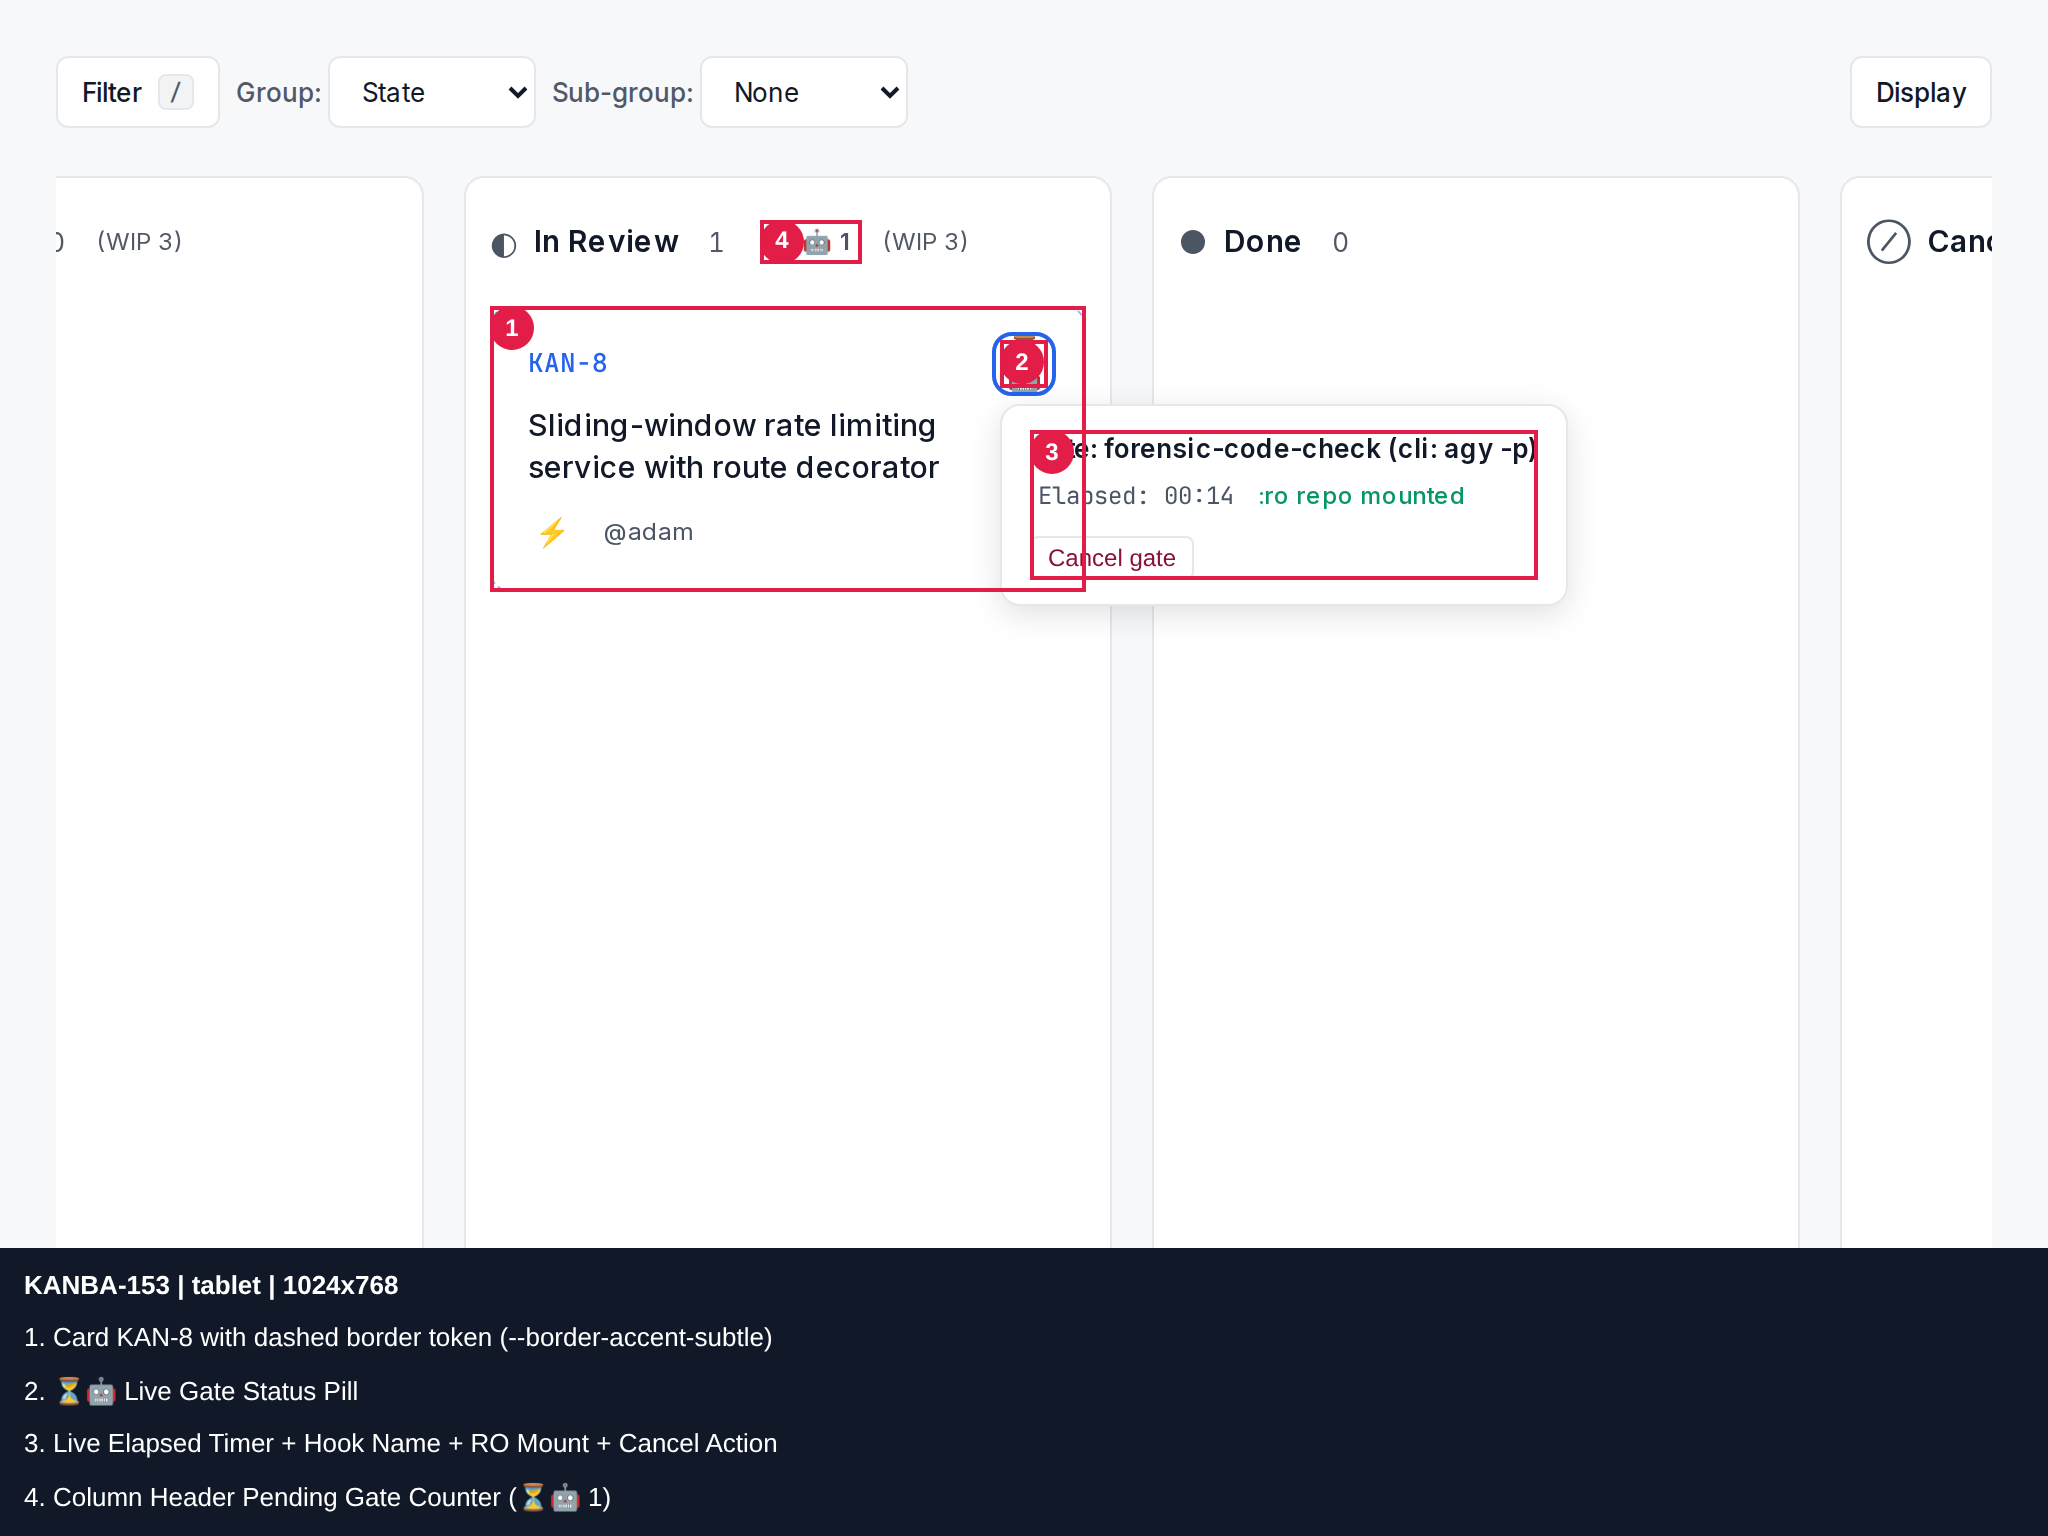 Filter / Group: State Sub-group: None Display
(WIP 3)
In Review 1 4 🤖 1 (WIP 3)
Done 0
1
KAN-8
2
Sliding-window rate limiting
service with route decorator
⚡ @adam
3 te: forensic-code-check (cli: agy -p)
Elapsed: 00:14 :ro repo mounted
Cancel gate
KANBA-153 | tablet | 1024x768
1. Card KAN-8 with dashed border token (--border-accent-subtle)
2. ⏳🤖 Live Gate Status Pill
3. Live Elapsed Timer + Hook Name + RO Mount + Cancel Action
4. Column Header Pending Gate Counter (⏳🤖 1)